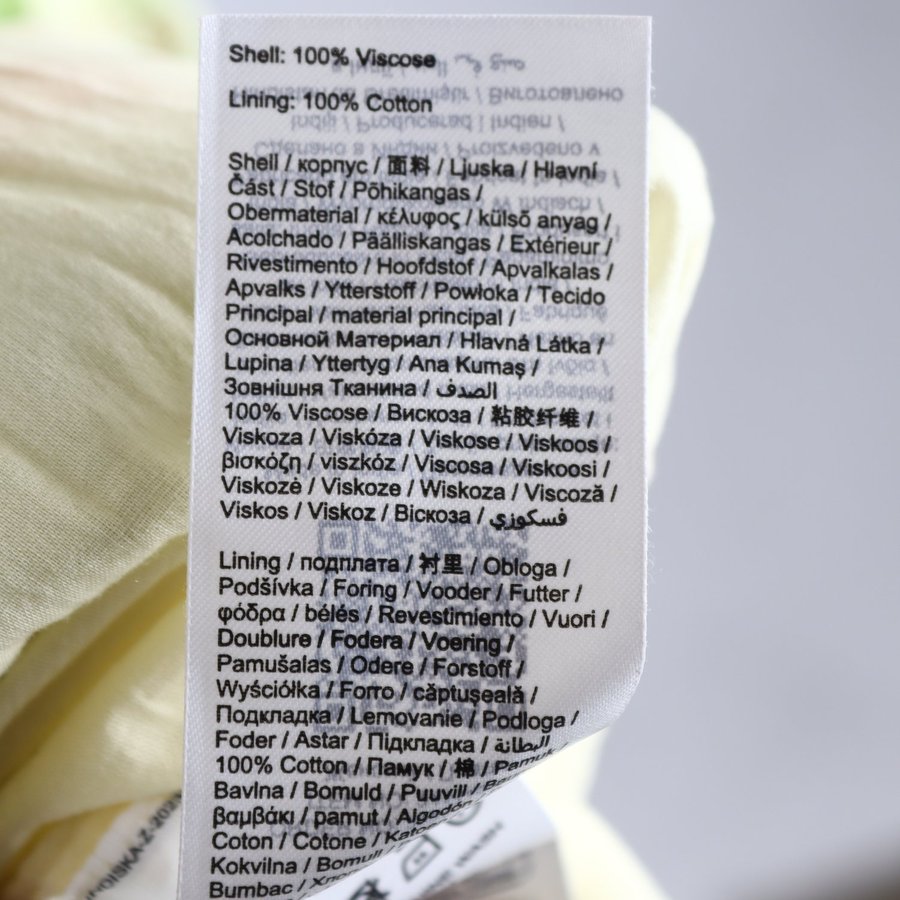 Shell: 100% Viscose
Lining: 100% Cotton
Shell / корпус / 面料 / Ljuska / Hlavní
Část / Stof / Põhikangas /
Obermaterial / κέλυφος / külső anyag /
Acolchado / Päälliskangas / Extérieur /
Rivestimento / Hoofdstof / Apvalkalas /
Apvalks / Ytterstoff / Powłoka / Tecido
Principal / material principal /
Основной Материал / Hlavná Látka /
Lupina / Yttertyg / Ana Kumaş /
Зовнішня Тканина / الصدف
100% Viscose / Вискоза / 粘胶纤维 /
Viskoza / Viskóza / Viskose / Viskoos /
βισκόζη / viszkóz / Viscosa / Viskoosi /
Viskozė / Viskoze / Wiskoza / Viscoză /
Viskos / Viskoz / Віскоза / فسكوزي
Lining / подплата / 衬里 / Obloga /
Podšívka / Foring / Vooder / Futter /
φόδρα / bélés / Revestimiento / Vuori /
Doublure / Fodera / Voering /
Pamušalas / Odere / Forstoff /
Wyściółka / Forro / căptușeală /
Подкладка / Lemovanie / Podloga /
Foder / Astar / Підкладка / البطانة
100% Cotton / Памук / 棉 / Pamuk /
Bavlna / Bomuld / Puuvill /
βαμβάκι / pamut / Algodón
Coton / Cotone /
Kokvilna / Bomull /
Bumbac /